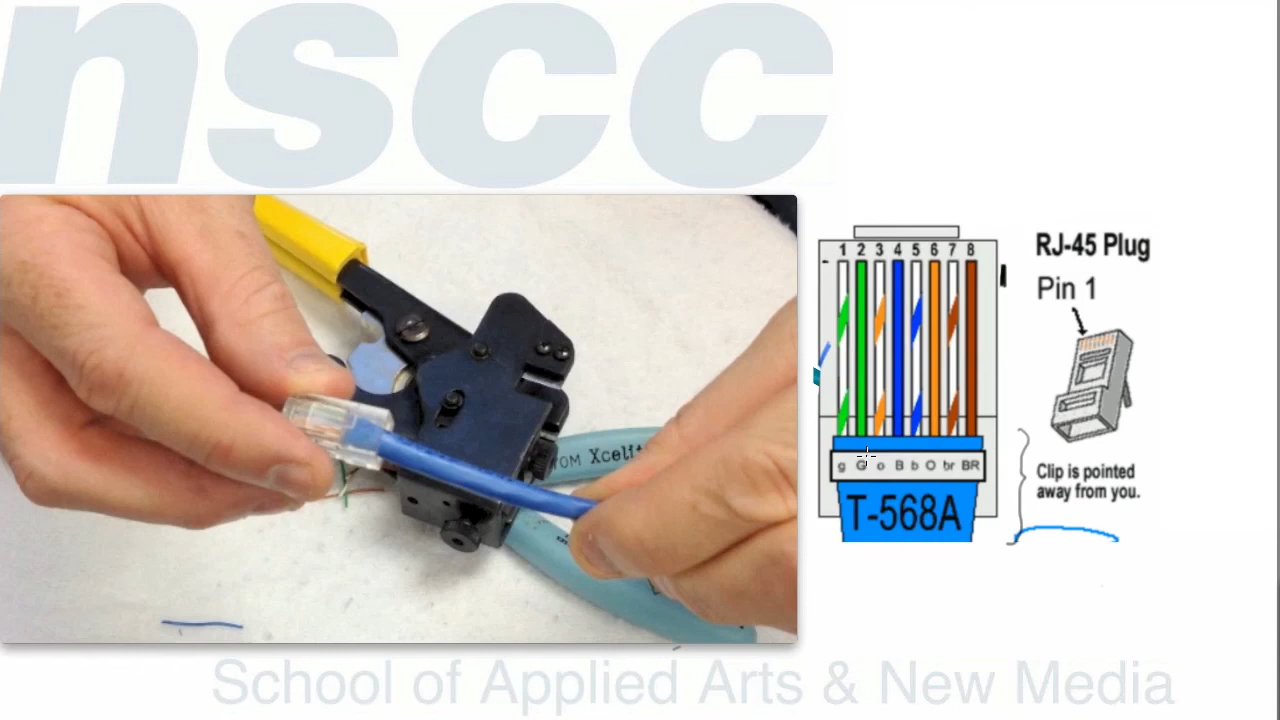 nscc
1 2 3 4 5 6 7 8
g G o B b O br BR
T-568A
RJ-45 Plug
Pin 1
Clip is pointed
away from you.
Xcelit
School of Applied Arts & New Media